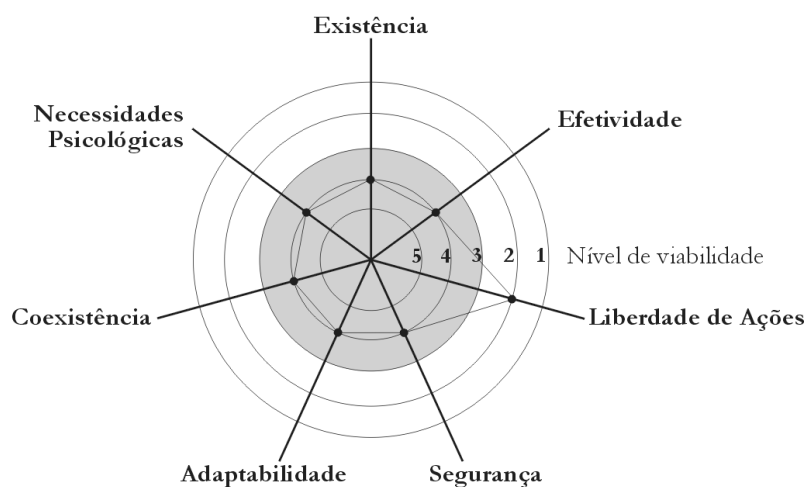 Existência
Necessidades
Psicológicas
Efetividade
5 4 3 2 1 Nível de viabilidade
Coexistência
Liberdade de Ações
Adaptabilidade
Segurança